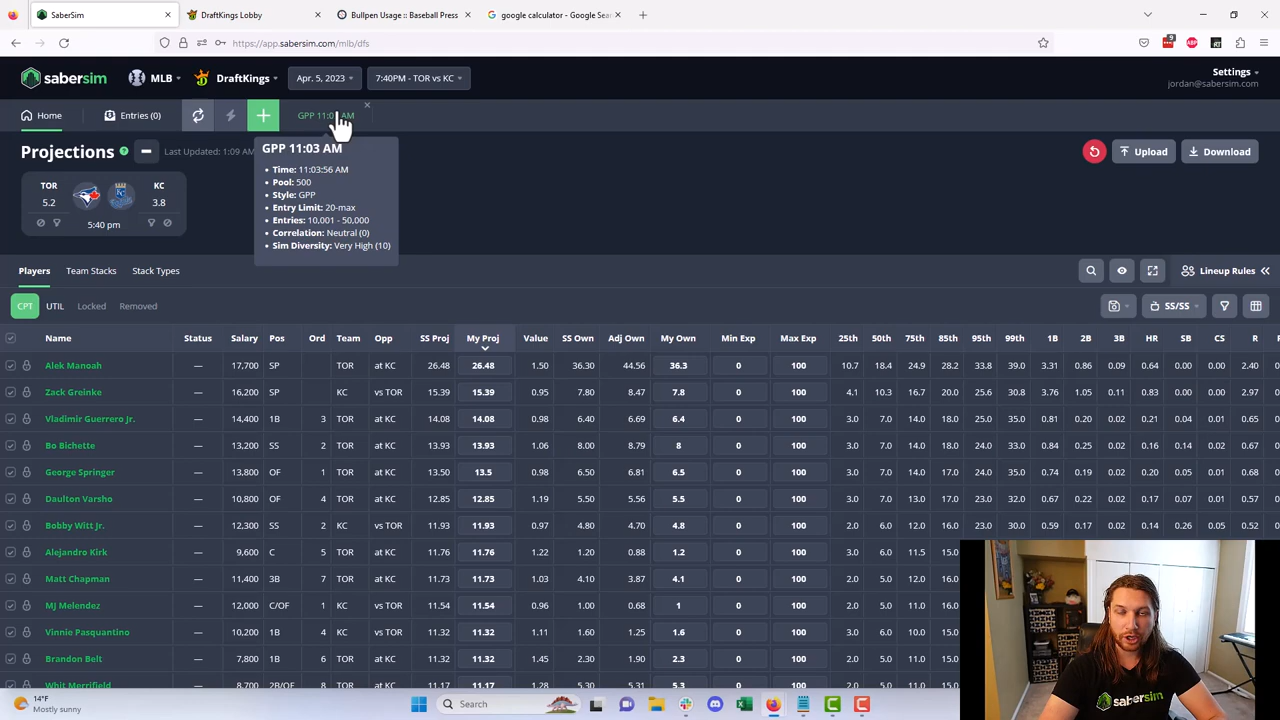 SaberSim
DraftKings Lobby
Bullpen Usage :: Baseball Press
google calculator - Google Sea
https://app.sabersim.com/mlb/dfs
sabersim MLB DraftKings Apr. 5, 2023 7:40PM - TOR vs KC Settings
jordan@sabersim.com
Home Entries (0) GPP 11:03 AM
Projections Last Updated: 1:09 AM Upload Download
GPP 11:03 AM
Time: 11:03:56 AM
Pool: 500
Style: GPP
Entry Limit: 20-max
Entries: 10,001 - 50,000
Correlation: Neutral (0)
Sim Diversity: Very High (10)
TOR KC
5.2 3.8
5:40 pm
Players Team Stacks Stack Types Lineup Rules
CPT UTIL Locked Removed SS/SS
Name Status Salary Pos Ord Team Opp SS Proj My Proj Value SS Own Adj Own My Own Min Exp Max Exp 25th 50th 75th 85th 95th 99th 1B 2B 3B HR SB CS R
Alek Manoah — 17,700 SP TOR at KC 26.48 26.48 1.50 36.30 44.56 36.3 0 100 10.7 18.4 24.9 28.2 33.8 39.0 3.31 0.86 0.09 0.64 0.00 0.00 2.40
Zack Greinke — 16,200 SP KC vs TOR 15.39 15.39 0.95 7.80 8.47 7.8 0 100 4.1 10.3 16.7 20.0 25.6 30.8 3.76 1.05 0.11 0.83 0.00 0.00 2.97
Vladimir Guerrero Jr. — 14,400 1B 3 TOR at KC 14.08 14.08 0.98 6.40 6.69 6.4 0 100 3.0 7.0 14.0 18.0 25.0 35.0 0.81 0.20 0.02 0.21 0.04 0.01 0.65
Bo Bichette — 13,200 SS 2 TOR at KC 13.93 13.93 1.06 8.00 8.79 8 0 100 3.0 7.0 14.0 18.0 24.0 33.0 0.84 0.25 0.02 0.16 0.14 0.02 0.67
George Springer — 13,800 OF 1 TOR at KC 13.50 13.5 0.98 6.50 6.81 6.5 0 100 3.0 7.0 14.0 17.0 24.0 35.0 0.74 0.19 0.02 0.20 0.05 0.01 0.68
Daulton Varsho — 10,800 OF 4 TOR at KC 12.85 12.85 1.19 5.50 5.56 5.5 0 100 3.0 7.0 13.0 17.0 23.0 32.0 0.67 0.22 0.02 0.17 0.07 0.01 0.57
Bobby Witt Jr. — 12,300 SS 2 KC vs TOR 11.93 11.93 0.97 4.80 4.70 4.8 0 100 2.0 6.0 12.0 16.0 23.0 30.0 0.59 0.17 0.02 0.14 0.26 0.05 0.52
Alejandro Kirk — 9,600 C 5 TOR at KC 11.76 11.76 1.22 1.20 0.88 1.2 0 100 3.0 6.0 11.5 15.0
Matt Chapman — 11,400 3B 7 TOR at KC 11.73 11.73 1.03 4.10 3.87 4.1 0 100 2.0 6.0 12.0 16.0
MJ Melendez — 12,000 C/OF 1 KC vs TOR 11.54 11.54 0.96 1.00 0.68 1 0 100 2.0 5.0 11.0 16.0
Vinnie Pasquantino — 10,200 1B 4 KC vs TOR 11.32 11.32 1.11 1.60 1.25 1.6 0 100 3.0 6.0 10.0 15.0
Brandon Belt — 7,800 1B 6 TOR at KC 11.32 11.32 1.45 2.30 1.90 2.3 0 100 2.0 5.0 11.0 15.0
Whit Merrifield — 8,700 2B/OF 8 TOR at KC 11.17 11.17 1.28 5.30 5.31 5.3 0 100 2.0 5.0 11.0
14°F
Mostly sunny
Search
sabersim